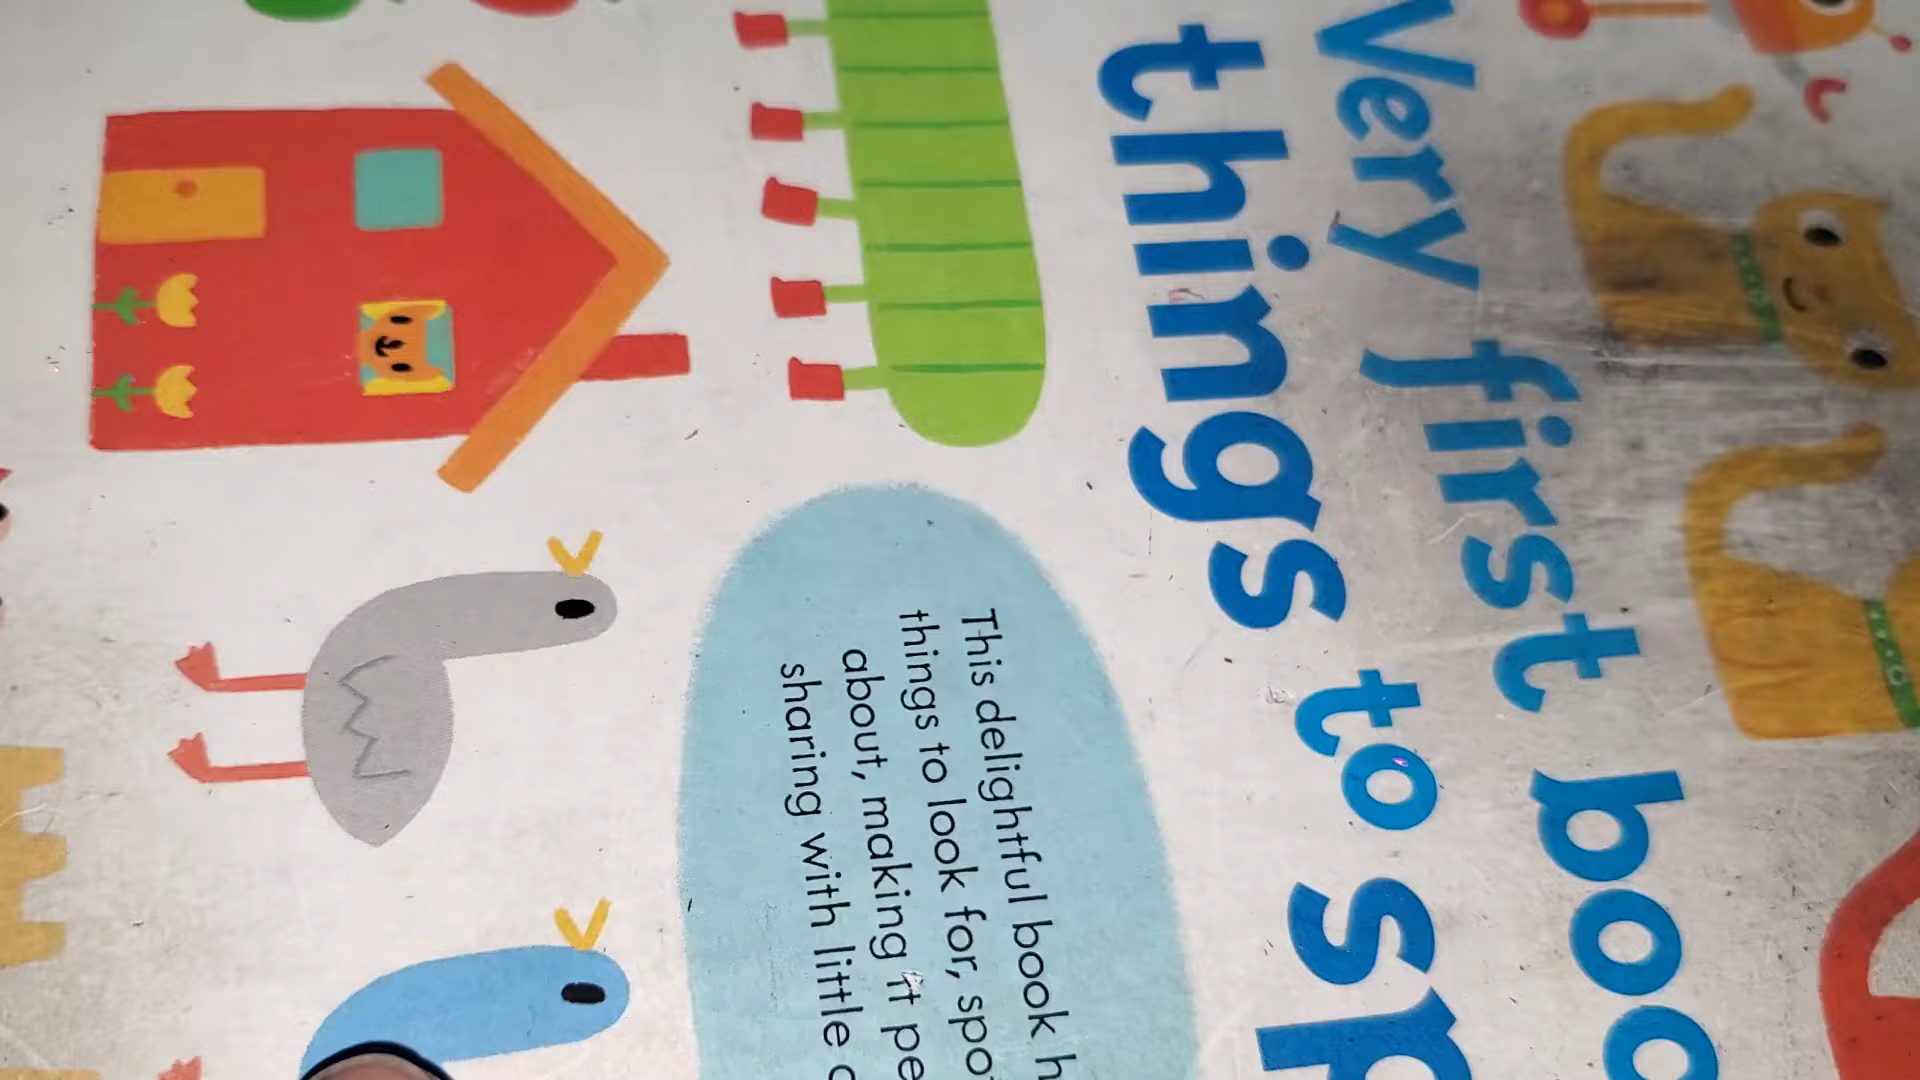 Very first boo
things to sp
This delightful book h
things to look for, spot
about, making it pe
sharing with little